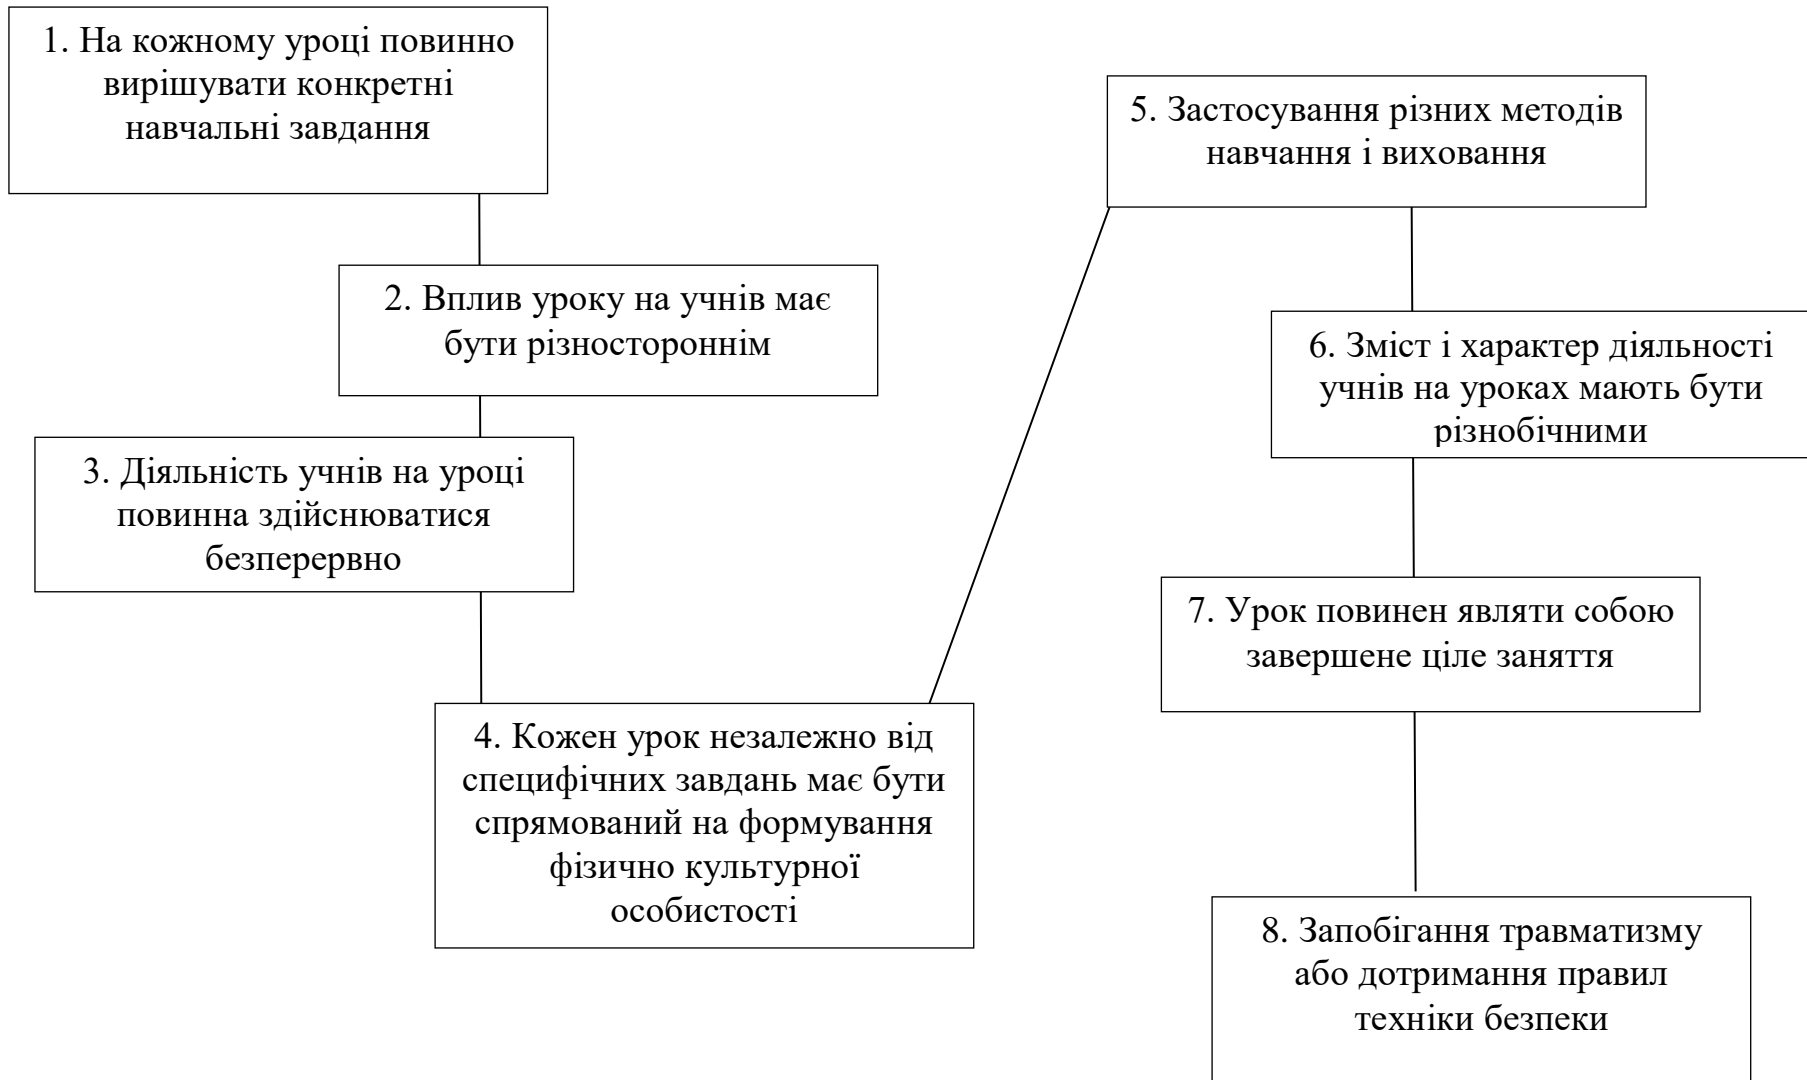 1. На кожному уроці повинно
вирішувати конкретні
навчальні завдання
2. Вплив уроку на учнів має
бути різностороннім
3. Діяльність учнів на уроці
повинна здійснюватися
безперервно
4. Кожен урок незалежно від
специфічних завдань має бути
спрямований на формування
фізично культурної
особистості
5. Застосування різних методів
навчання і виховання
6. Зміст і характер діяльності
учнів на уроках мають бути
різнобічними
7. Урок повинен являти собою
завершене ціле заняття
8. Запобігання травматизму
або дотримання правил
техніки безпеки